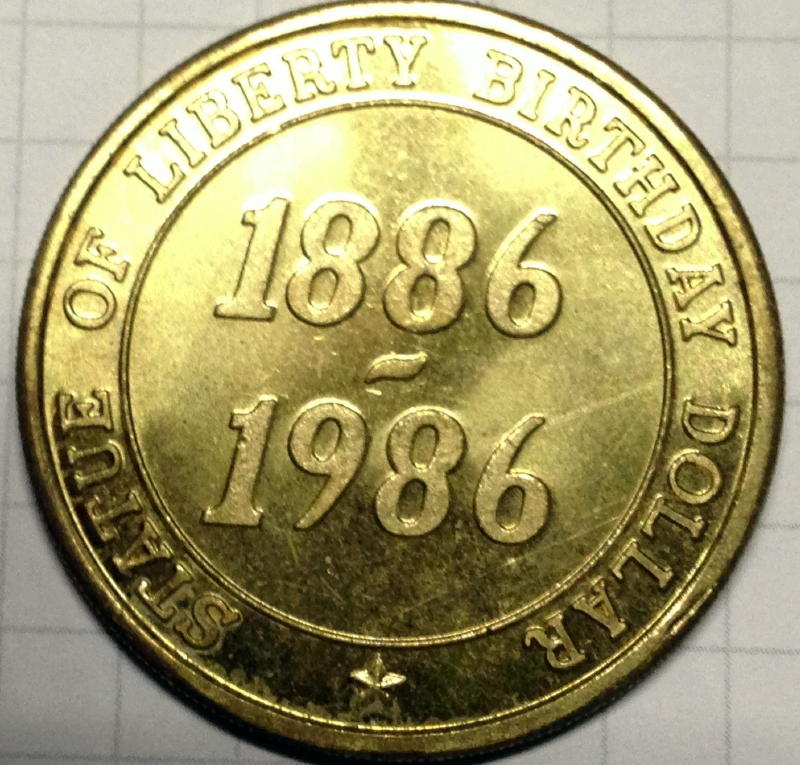 STATUE OF LIBERTY BIRTHDAY DOLLAR
1886
-
1986